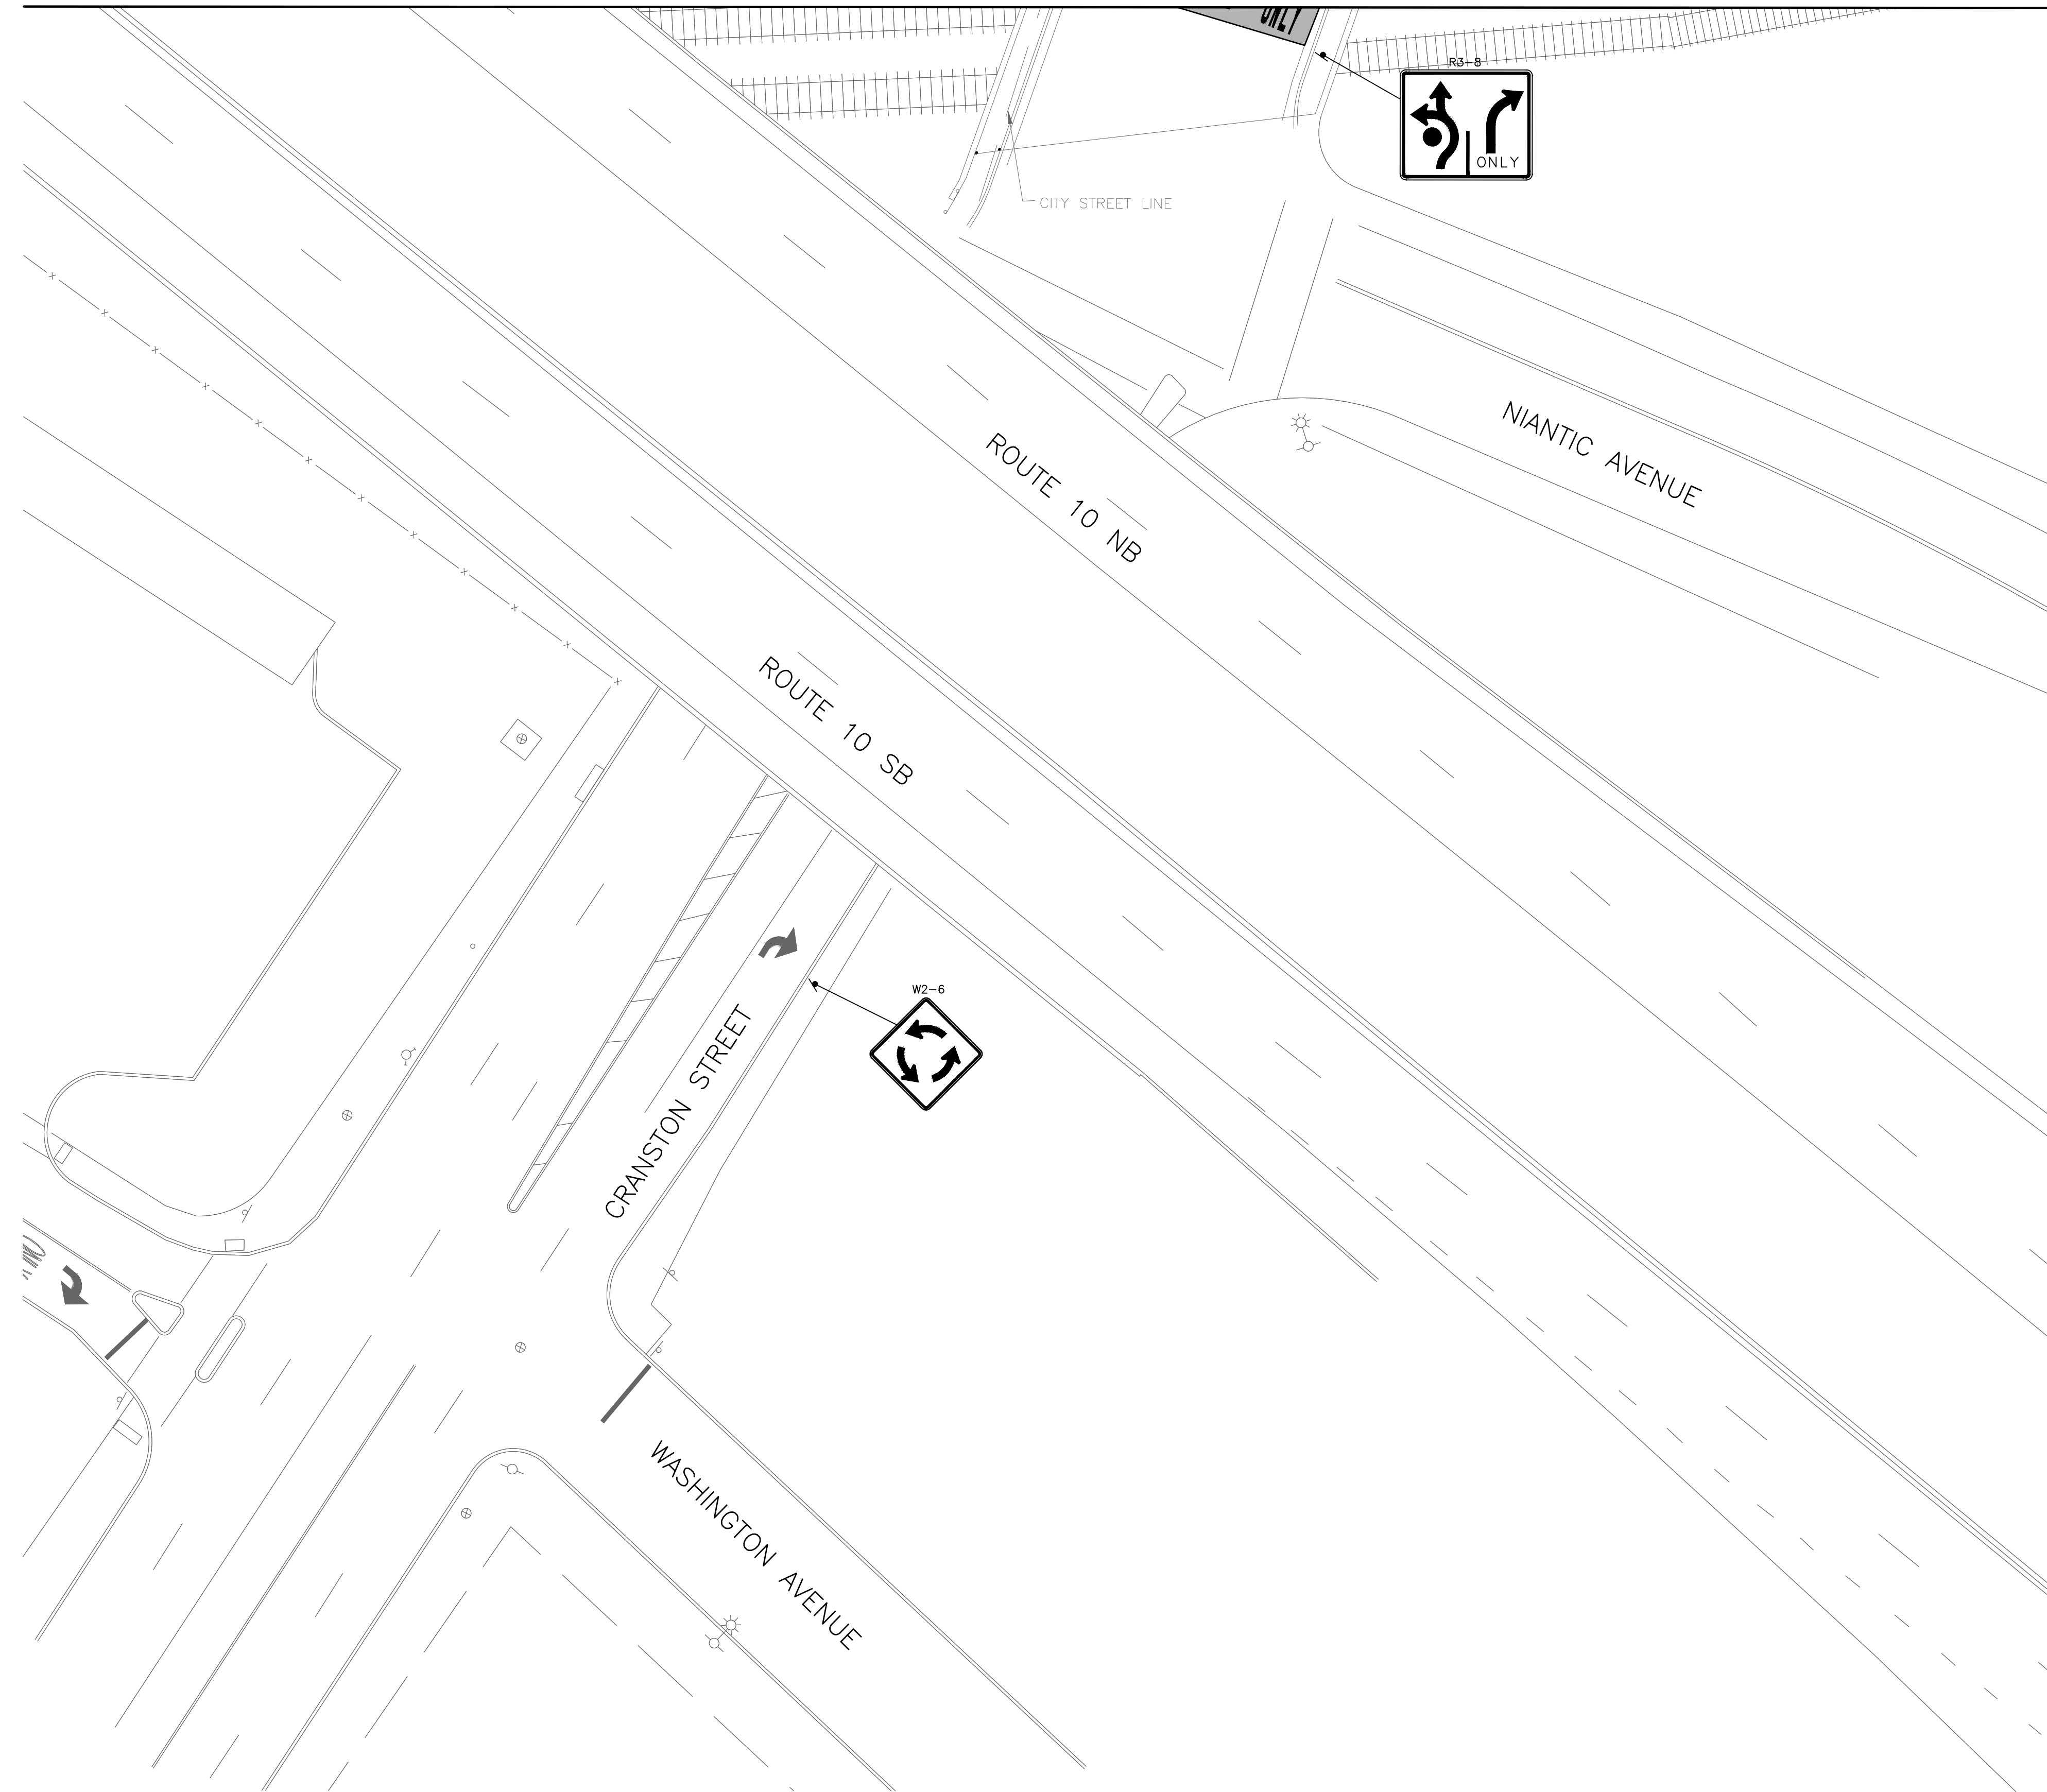 ONLY
R3-8
ONLY
CITY STREET LINE
NIANTIC AVENUE
ROUTE 10 NB
ROUTE 10 SB
W2-6
CRANSTON STREET
WASHINGTON AVENUE